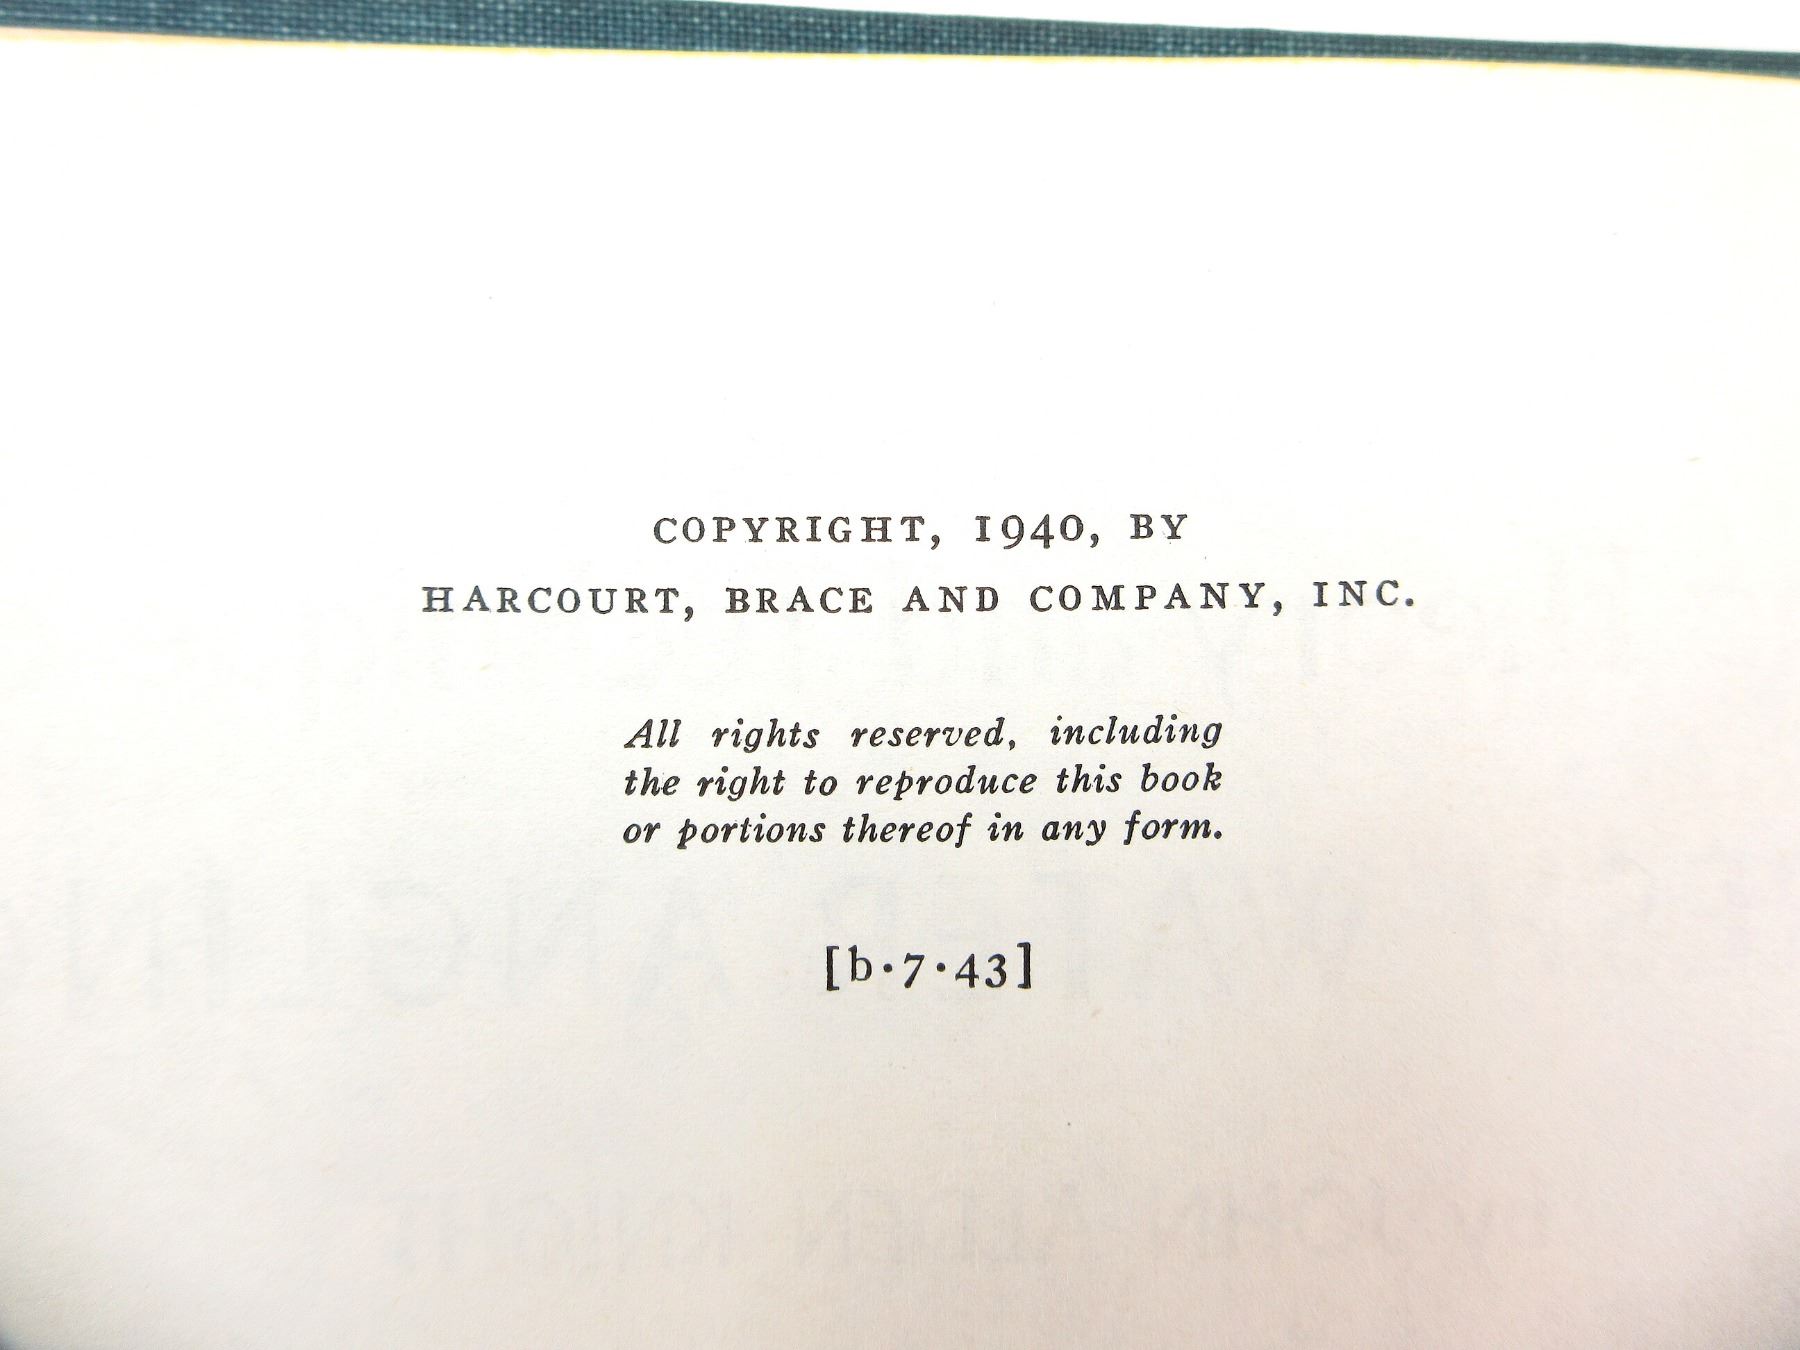 COPYRIGHT, 1940, BY
HARCOURT, BRACE AND COMPANY, INC.
All rights reserved, including
the right to reproduce this book
or portions thereof in any form.
[b·7·43]